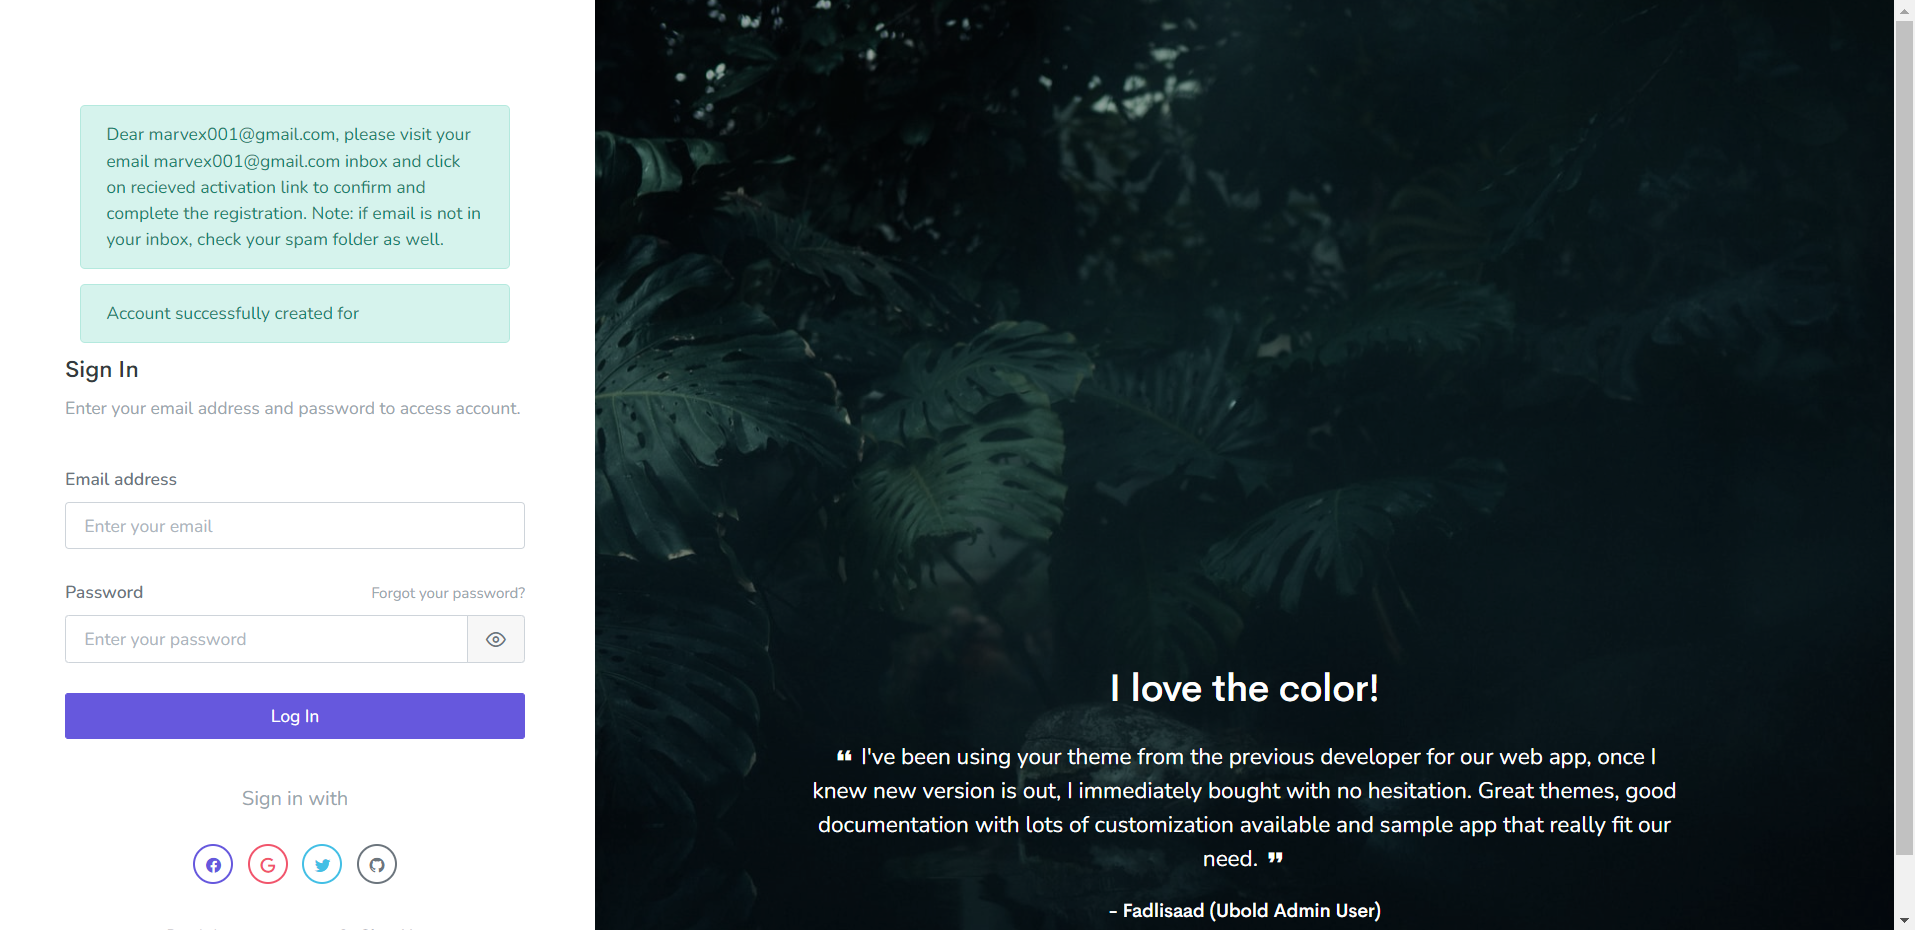 Dear marvex001@gmail.com, please visit your
email marvex001@gmail.com inbox and click
on recieved activation link to confirm and
complete the registration. Note: if email is not in
your inbox, check your spam folder as well.
Account successfully created for
Sign In
Enter your email address and password to access account.
Email address
Enter your email
Password
Forgot your password?
Enter your password
Log In
Sign in with
I love the color!
❝ I've been using your theme from the previous developer for our web app, once I
knew new version is out, I immediately bought with no hesitation. Great themes, good
documentation with lots of customization available and sample app that really fit our
need. ❞
- Fadlisaad (Ubold Admin User)